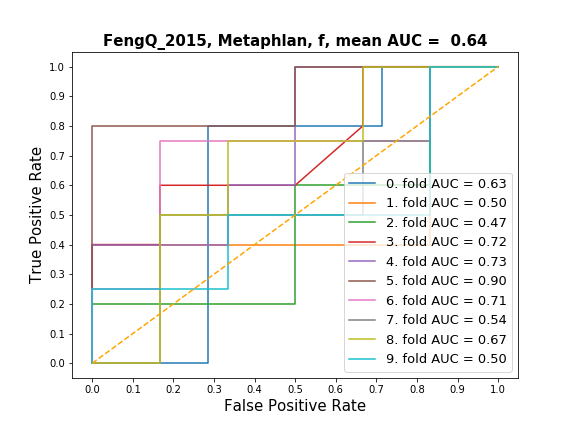 FengQ_2015, Metaphlan, f, mean AUC =  0.64
True Positive Rate
1.0
0.9
0.8
0.7
0.6
0.5
0.4
0.3
0.2
0.1
0.0
0. fold AUC = 0.63
1. fold AUC = 0.50
2. fold AUC = 0.47
3. fold AUC = 0.72
4. fold AUC = 0.73
5. fold AUC = 0.90
6. fold AUC = 0.71
7. fold AUC = 0.54
8. fold AUC = 0.67
9. fold AUC = 0.50
0.0 0.1 0.2 0.3 0.4 0.5 0.6 0.7 0.8 0.9 1.0
False Positive Rate